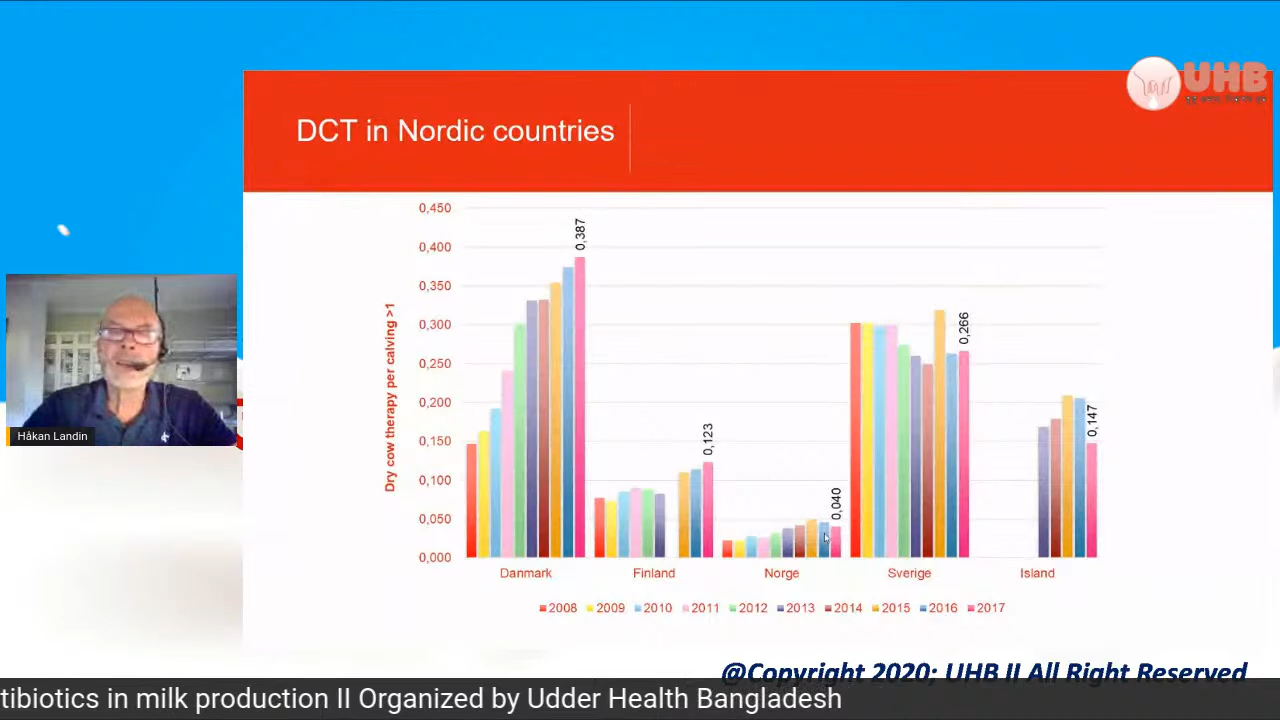 UHB
DCT in Nordic countries
Dry cow therapy per calving >1
0,450
0,400
0,350
0,300
0,250
0,200
0,150
0,100
0,050
0,000
0,387
0,123
0,040
0,266
0,147
Danmark Finland Norge Sverige Island
2008 2009 2010 2011 2012 2013 2014 2015 2016 2017
Håkan Landin
@Copyright 2020; UHB II All Right Reserved
tibiotics in milk production II Organized by Udder Health Bangladesh